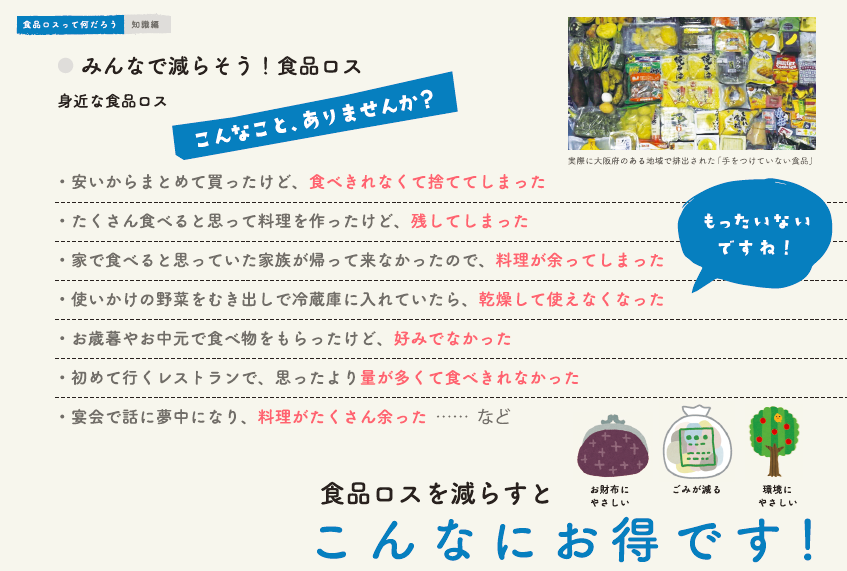 食品ロスって何だろう 知識編
みんなで減らそう！食品ロス
身近な食品ロス
こんなこと、ありませんか？
実際に大阪府のある地域で排出された「手をつけていない食品」
・安いからまとめて買ったけど、食べきれなくて捨ててしまった
・たくさん食べると思って料理を作ったけど、残してしまった
もったいない
ですね！
・家で食べると思っていた家族が帰って来なかったので、料理が余ってしまった
・使いかけの野菜をむき出しで冷蔵庫に入れていたら、乾燥して使えなくなった
・お歳暮やお中元で食べ物をもらったけど、好みでなかった
・初めて行くレストランで、思ったより量が多くて食べきれなかった
・宴会で話に夢中になり、料理がたくさん余った …… など
お財布に
やさしい
ごみが減る
環境に
やさしい
食品ロスを減らすと
こんなにお得です！